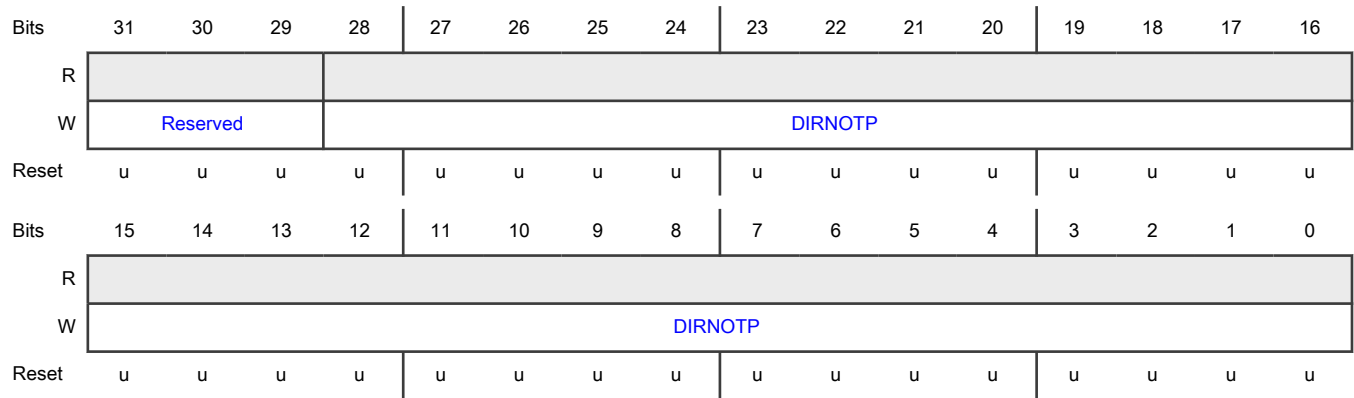 Bits 31 30 29 28 27 26 25 24 23 22 21 20 19 18 17 16
R
W Reserved DIRNOTP
Reset u u u u u u u u u u u u u u u u
Bits 15 14 13 12 11 10 9 8 7 6 5 4 3 2 1 0
R
W DIRNOTP
Reset u u u u u u u u u u u u u u u u